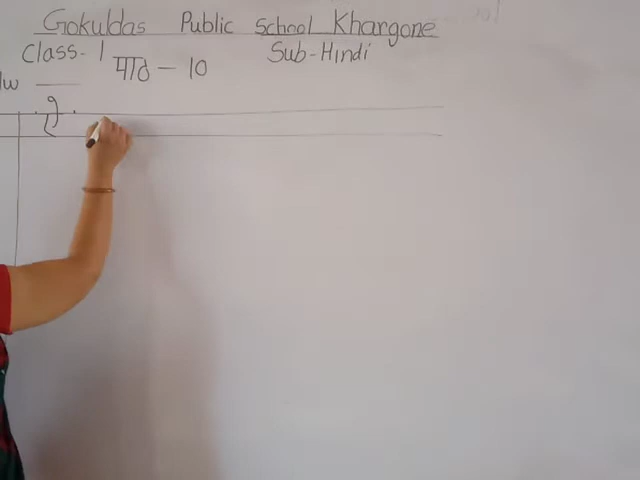 Gokuldas Public School Khargone
Class-1 Sub-Hindi
पाठ - 10